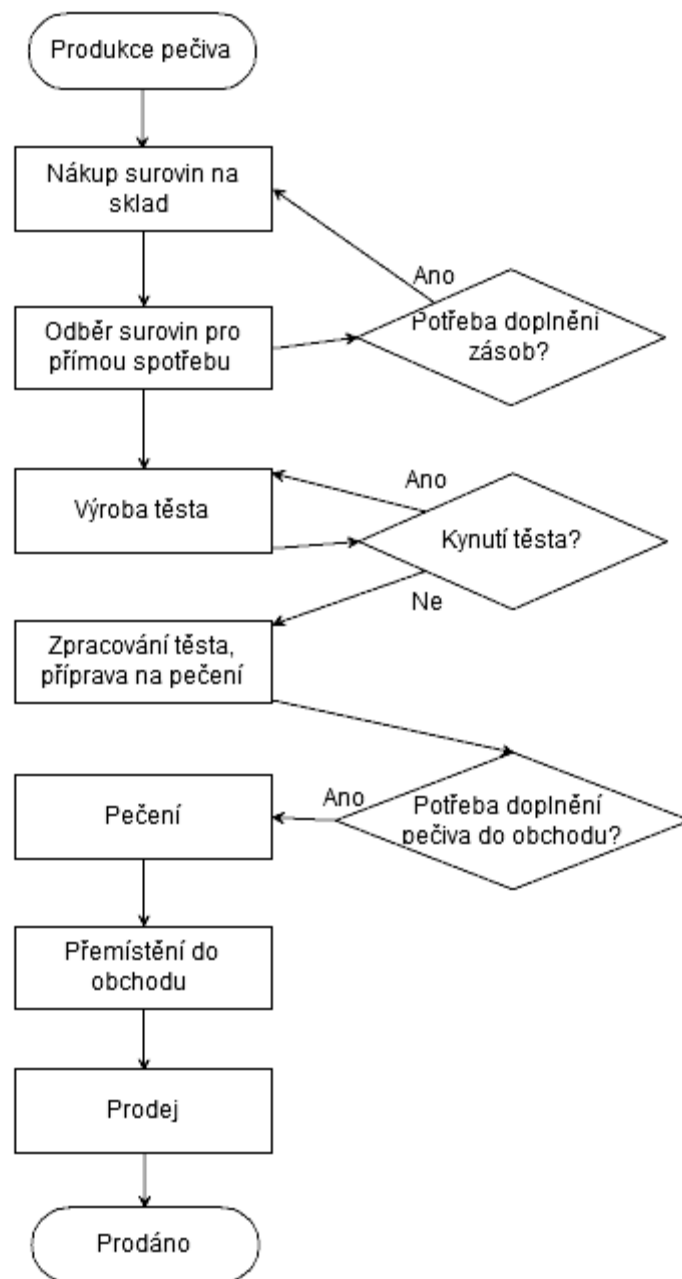 Produkce pečiva
Nákup surovin na
sklad
Ano
Potřeba doplnění
zásob?
Odběr surovin pro
přímou spotřebu
Ano
Výroba těsta
Kynutí těsta?
Ne
Zpracování těsta,
příprava na pečení
Ano
Potřeba doplnění
pečiva do obchodu?
Pečení
Přemístění do
obchodu
Prodej
Prodáno